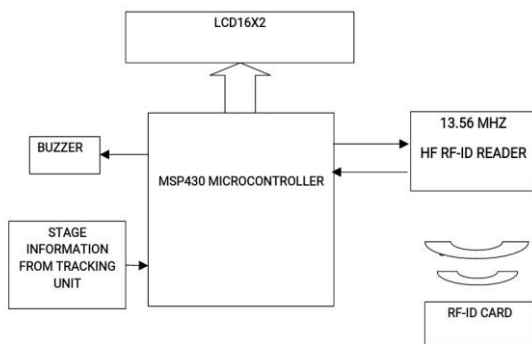 LCD16X2
13.56 MHZ
HF RF-ID READER
BUZZER
MSP430 MICROCONTROLLER
STAGE
INFORMATION
FROM TRACKING
UNIT
RF-ID CARD